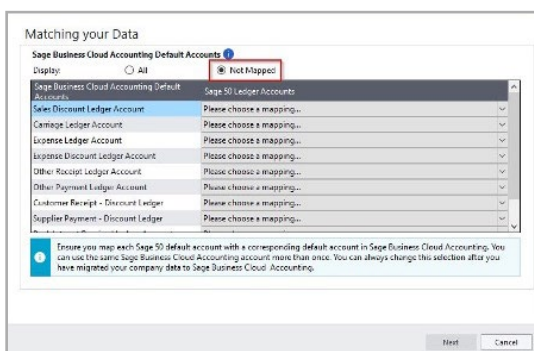 Matching your Data
Sage Business Cloud Accounting Default Accounts
Display: All Not Mapped
Sage Business Cloud Accounting Default Accounts Sage 50 Ledger Accounts
Sales Discount Ledger Account Please choose a mapping...
Carriage Ledger Account Please choose a mapping...
Expense Ledger Account Please choose a mapping...
Expense Discount Ledger Account Please choose a mapping...
Other Receipt Ledger Account Please choose a mapping...
Other Payment Ledger Account Please choose a mapping...
Customer Receipt - Discount Ledger Please choose a mapping...
Supplier Payment - Discount Ledger Please choose a mapping...
Ensure you map each Sage 50 default account with a corresponding default account in Sage Business Cloud Accounting. You
can use the same Sage Business Cloud Accounting account more than once. You can always change this selection after you
have migrated your company data to Sage Business Cloud Accounting.
Next Cancel